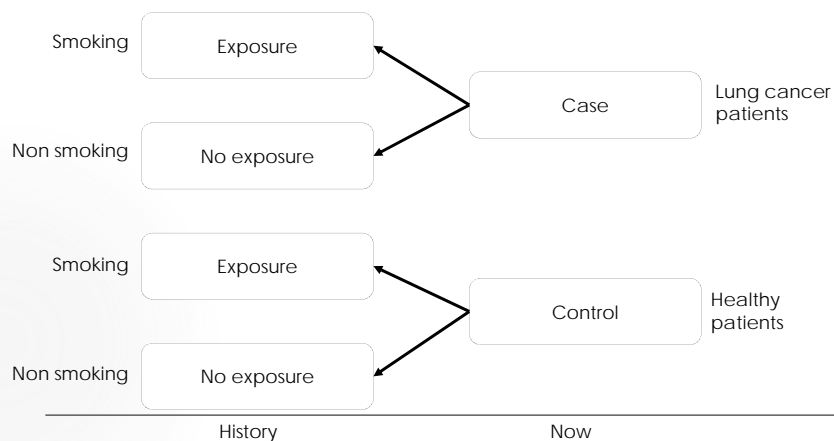 Smoking
Exposure
Case
Lung cancer
patients
Non smoking
No exposure
Smoking
Exposure
Control
Healthy
patients
Non smoking
No exposure
History
Now